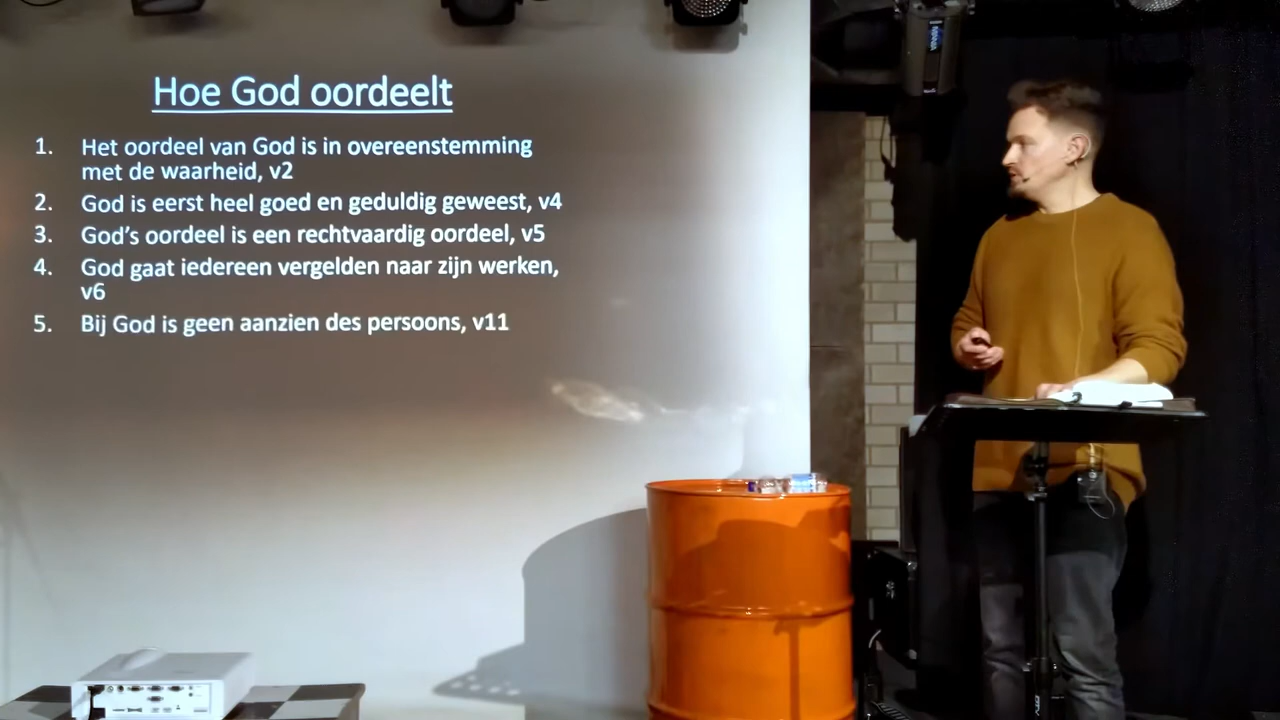 Hoe God oordeelt
1. Het oordeel van God is in overeenstemming
met de waarheid, v2
2. God is eerst heel goed en geduldig geweest, v4
3. God's oordeel is een rechtvaardig oordeel, v5
4. God gaat iedereen vergelden naar zijn werken,
v6
5. Bij God is geen aanzien des persoons, v11